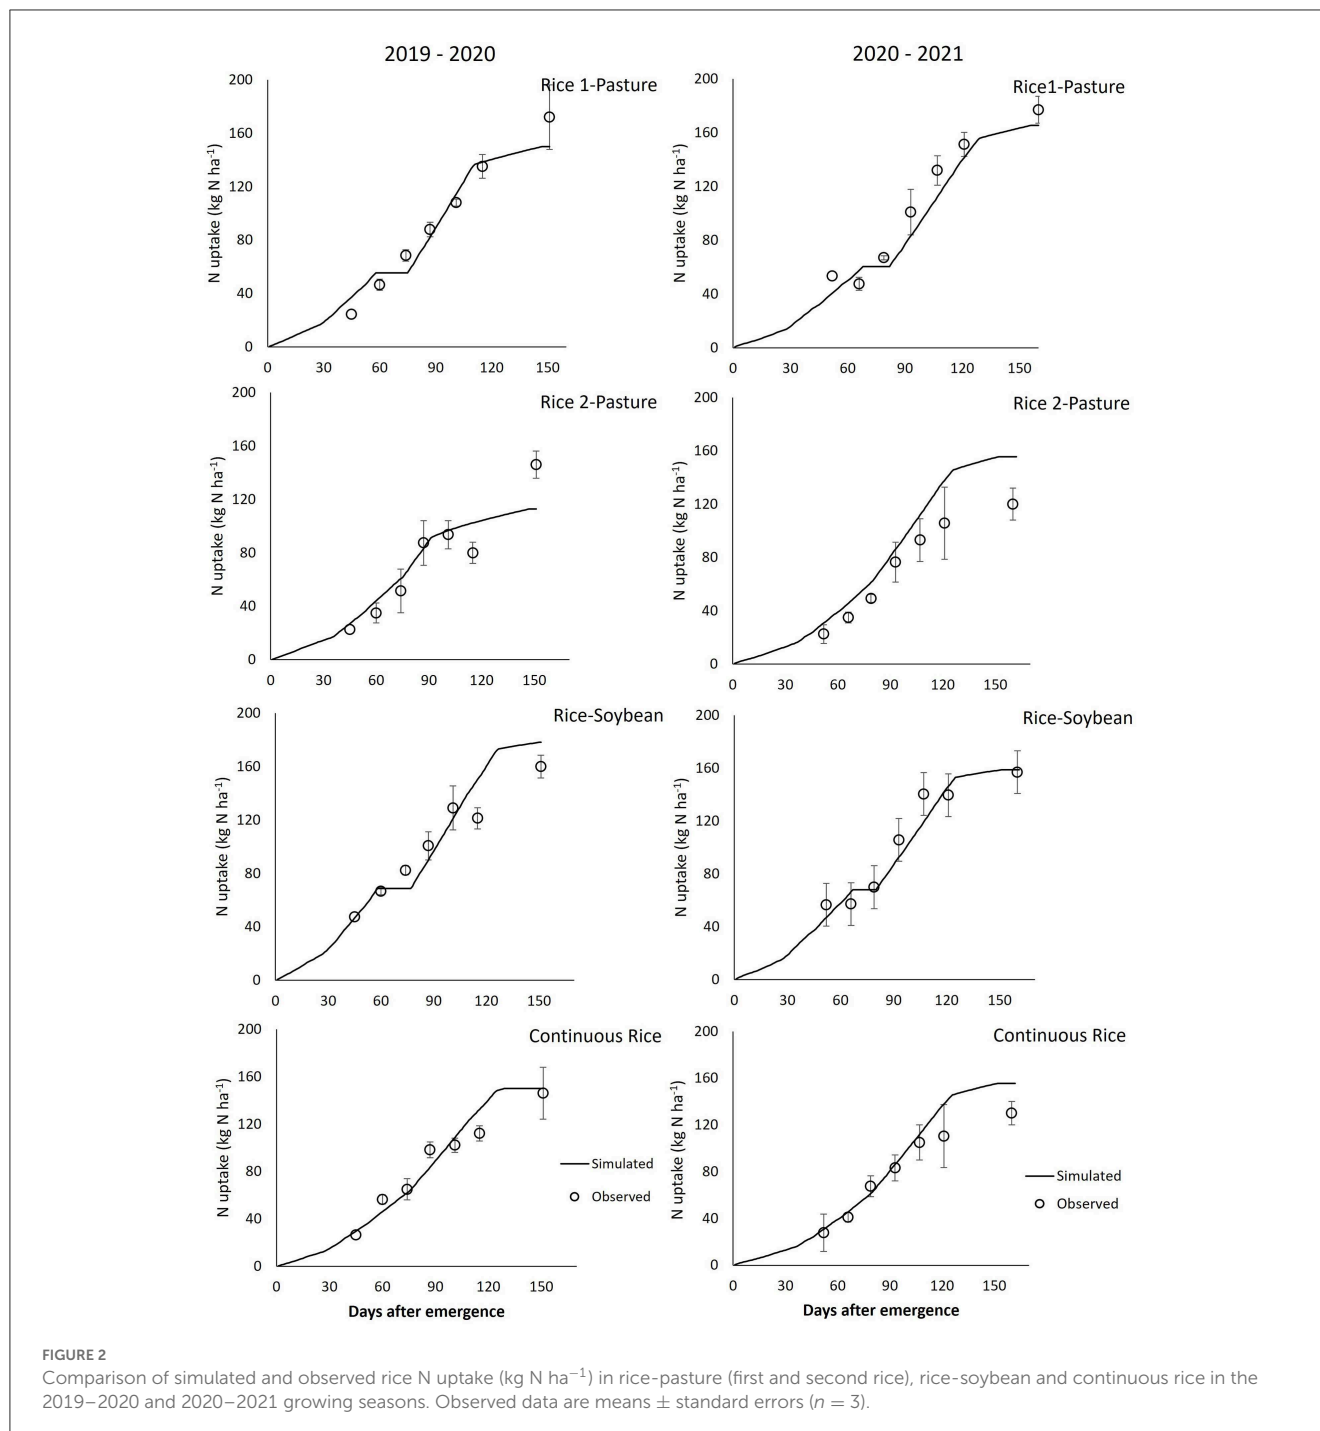 2019 - 2020
2020 - 2021
Rice 1-Pasture
N uptake (kg N ha⁻¹)
200
160
120
80
40
0
0 30 60 90 120 150
Rice1-Pasture
N uptake (kg N ha⁻¹)
200
160
120
80
40
0
0 30 60 90 120 150
Rice 2-Pasture
N uptake (kg N ha⁻¹)
200
160
120
80
40
0
0 30 60 90 120 150
Rice 2-Pasture
N uptake (kg N ha⁻¹)
200
160
120
80
40
0
0 30 60 90 120 150
Rice-Soybean
N uptake (kg N ha⁻¹)
200
160
120
80
40
0
0 30 60 90 120 150
Rice-Soybean
N uptake (kg N ha⁻¹)
200
160
120
80
40
0
0 30 60 90 120 150
Continuous Rice
N uptake (kg N ha⁻¹)
200
160
120
80
40
0
0 30 60 90 120 150
Simulated
Observed
Days after emergence
Continuous Rice
N uptake (kg N ha⁻¹)
200
160
120
80
40
0
0 30 60 90 120 150
Simulated
Observed
Days after emergence
FIGURE 2
Comparison of simulated and observed rice N uptake (kg N ha⁻¹) in rice-pasture (first and second rice), rice-soybean and continuous rice in the
2019–2020 and 2020–2021 growing seasons. Observed data are means ± standard errors (n = 3).